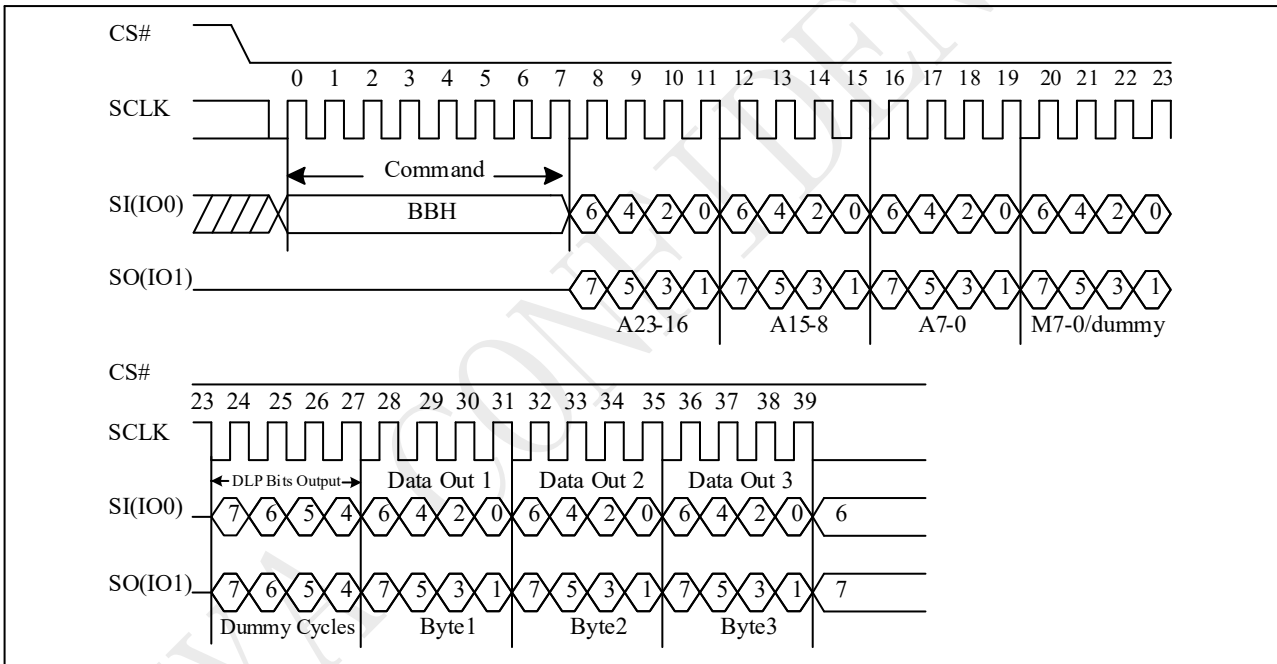 CS#
0 1 2 3 4 5 6 7 8 9 10 11 12 13 14 15 16 17 18 19 20 21 22 23
SCLK
Command
SI(IO0) BBH 6 4 2 0 6 4 2 0 6 4 2 0 6 4 2 0
SO(IO1) 7 5 3 1 7 5 3 1 7 5 3 1 7 5 3 1
A23-16 A15-8 A7-0 M7-0/dummy
CS#
23 24 25 26 27 28 29 30 31 32 33 34 35 36 37 38 39
SCLK
DLP Bits Output Data Out 1 Data Out 2 Data Out 3
SI(IO0) 7 6 5 4 6 4 2 0 6 4 2 0 6 4 2 0 6
SO(IO1) 7 6 5 4 7 5 3 1 7 5 3 1 7 5 3 1 7
Dummy Cycles Byte1 Byte2 Byte3